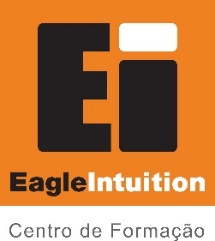 Ei
EagleIntuition
Centro de Formação